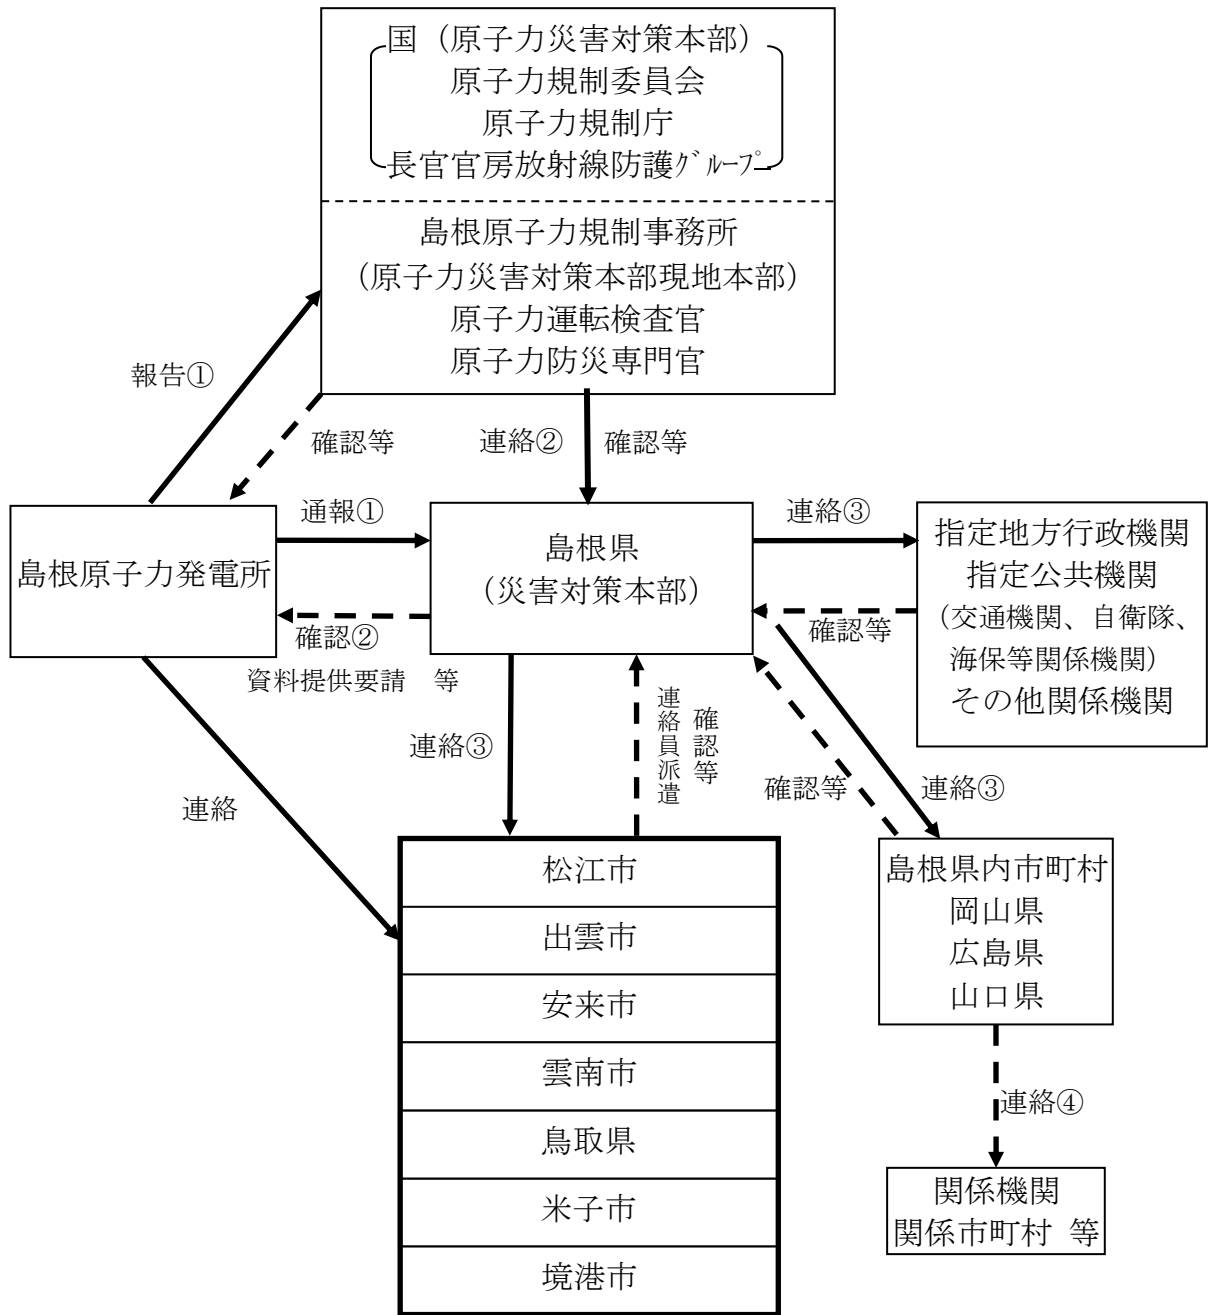 国（原子力災害対策本部）
原子力規制委員会
原子力規制庁
長官官房放射線防護ｸﾞﾙｰﾌﾟ
島根原子力規制事務所
（原子力災害対策本部現地本部）
原子力運転検査官
原子力防災専門官
報告①
確認等
連絡②
確認等
島根原子力発電所
通報①
確認②
資料提供要請　等
島根県
（災害対策本部）
連絡③
確認等
指定地方行政機関
指定公共機関
（交通機関、自衛隊、
海保等関係機関）
その他関係機関
連絡
連絡③
連絡員派遣
確認等
確認等
連絡③
松江市
出雲市
安来市
雲南市
鳥取県
米子市
境港市
島根県内市町村
岡山県
広島県
山口県
連絡④
関係機関
関係市町村 等